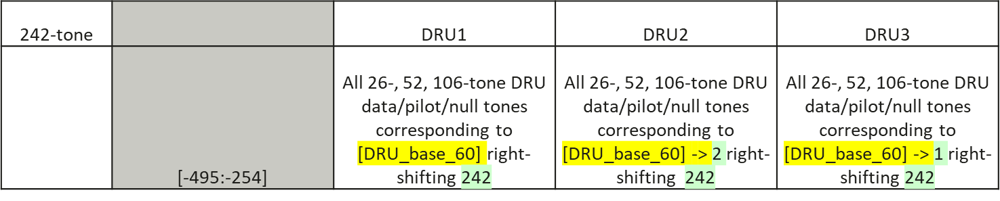 242-tone
DRU1
DRU2
DRU3
[-495:-254]
All 26-, 52, 106-tone DRU
data/pilot/null tones
corresponding to
[DRU_base_60] right-
shifting 242
All 26-, 52, 106-tone DRU
data/pilot/null tones
corresponding to
[DRU_base_60] -> 2 right-
shifting 242
All 26-, 52, 106-tone DRU
data/pilot/null tones
corresponding to
[DRU_base_60] -> 1 right-
shifting 242